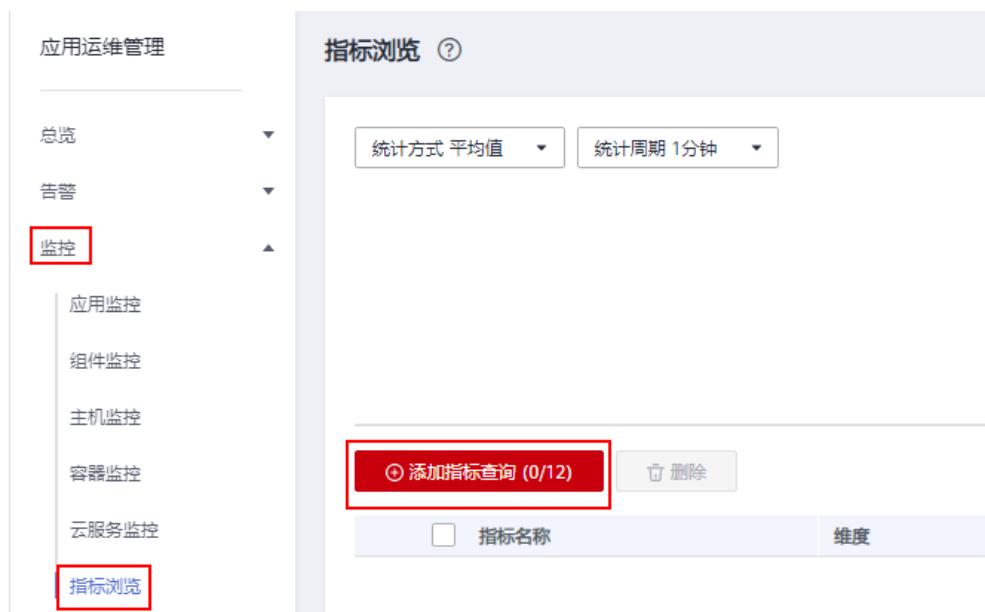 应用运维管理
总览
告警
监控
应用监控
组件监控
主机监控
容器监控
云服务监控
指标浏览
指标浏览 ?
统计方式 平均值 统计周期 1分钟
添加指标查询 (0/12) 删除
指标名称 维度